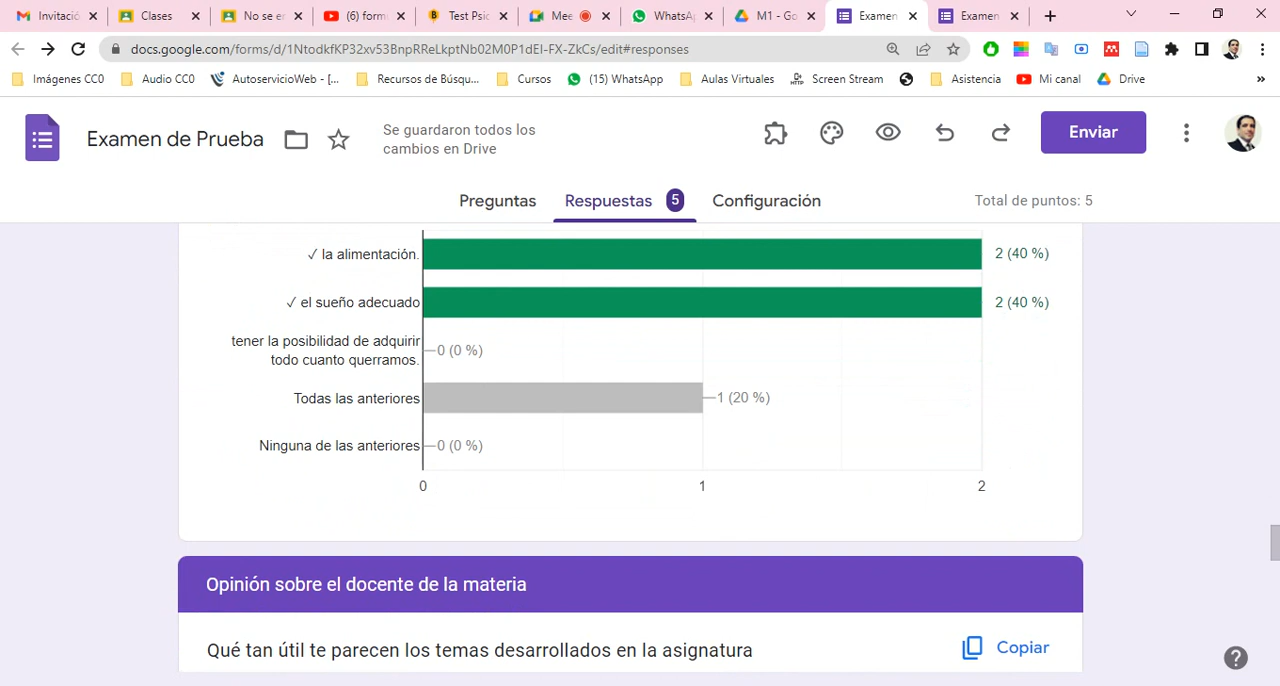 Invitació
Clases
No se er
(6) form
Test Psic
Mee
WhatsA
M1 - Go
Examen
Examen
docs.google.com/forms/d/1NtodkfKP32xv53BnpRReLkptNb02M0P1dEI-FX-ZkCs/edit#responses
Imágenes CC0
Audio CC0
AutoservicioWeb - [...
Recursos de Búsqu...
Cursos
(15) WhatsApp
Aulas Virtuales
HTTP
Screen Stream
Asistencia
Mi canal
Drive
»
Examen de Prueba
Se guardaron todos los
cambios en Drive
Enviar
Preguntas
Respuestas 5
Configuración
Total de puntos: 5
✓ la alimentación.
2 (40 %)
✓ el sueño adecuado
2 (40 %)
tener la posibilidad de adquirir
todo cuanto querramos.
0 (0 %)
Todas las anteriores
1 (20 %)
Ninguna de las anteriores
0 (0 %)
0 1 2
Opinión sobre el docente de la materia
Qué tan útil te parecen los temas desarrollados en la asignatura
Copiar
?